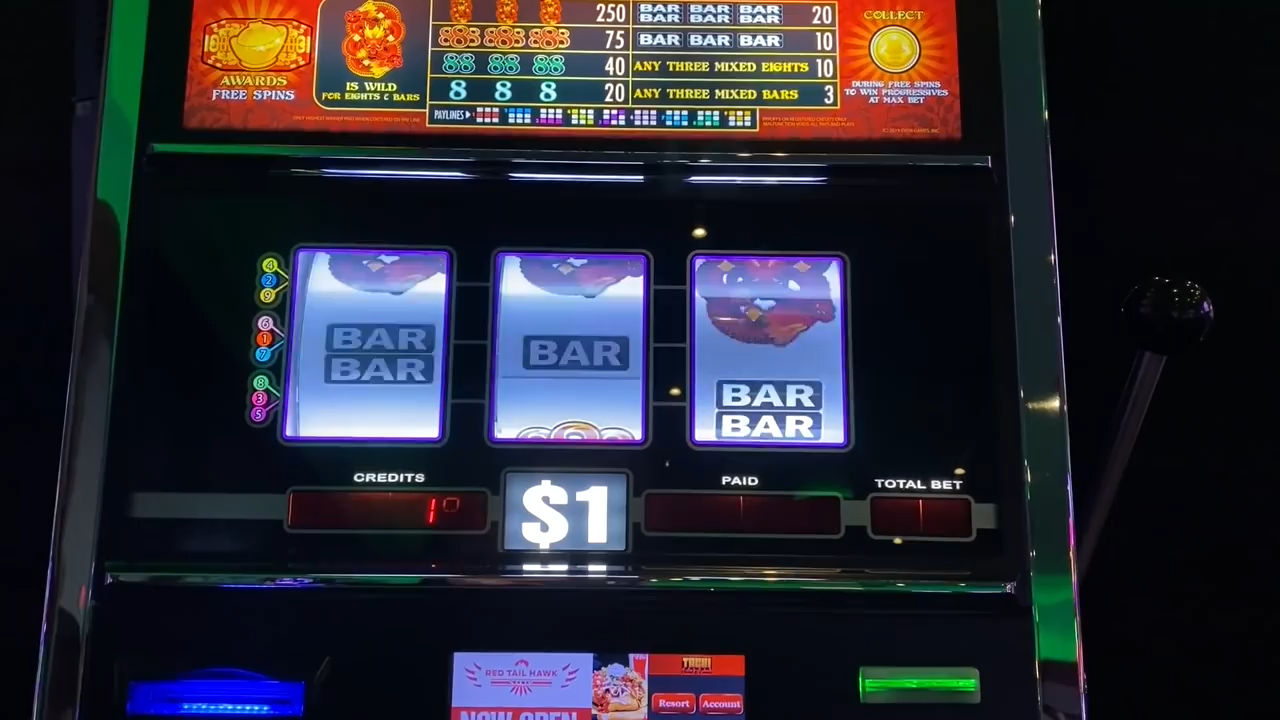 AWARDS
FREE SPINS
IS WILD
FOR EIGHTS & BARS
250
BAR BAR BAR
BAR BAR BAR
20
888 888 888 75
BAR BAR BAR 10
88 88 88 40
ANY THREE MIXED EIGHTS 10
8 8 8 20
ANY THREE MIXED BARS 3
PAYLINES
COLLECT
DURING FREE SPINS
TO WIN PROGRESSIVES
AT MAX BET
4
2
9
6
1
7
8
3
5
BAR
BAR
BAR
BAR
BAR
CREDITS
$1
PAID
TOTAL BET
RED TAIL HAWK
NOW OPEN
TACHI
Resort
Account